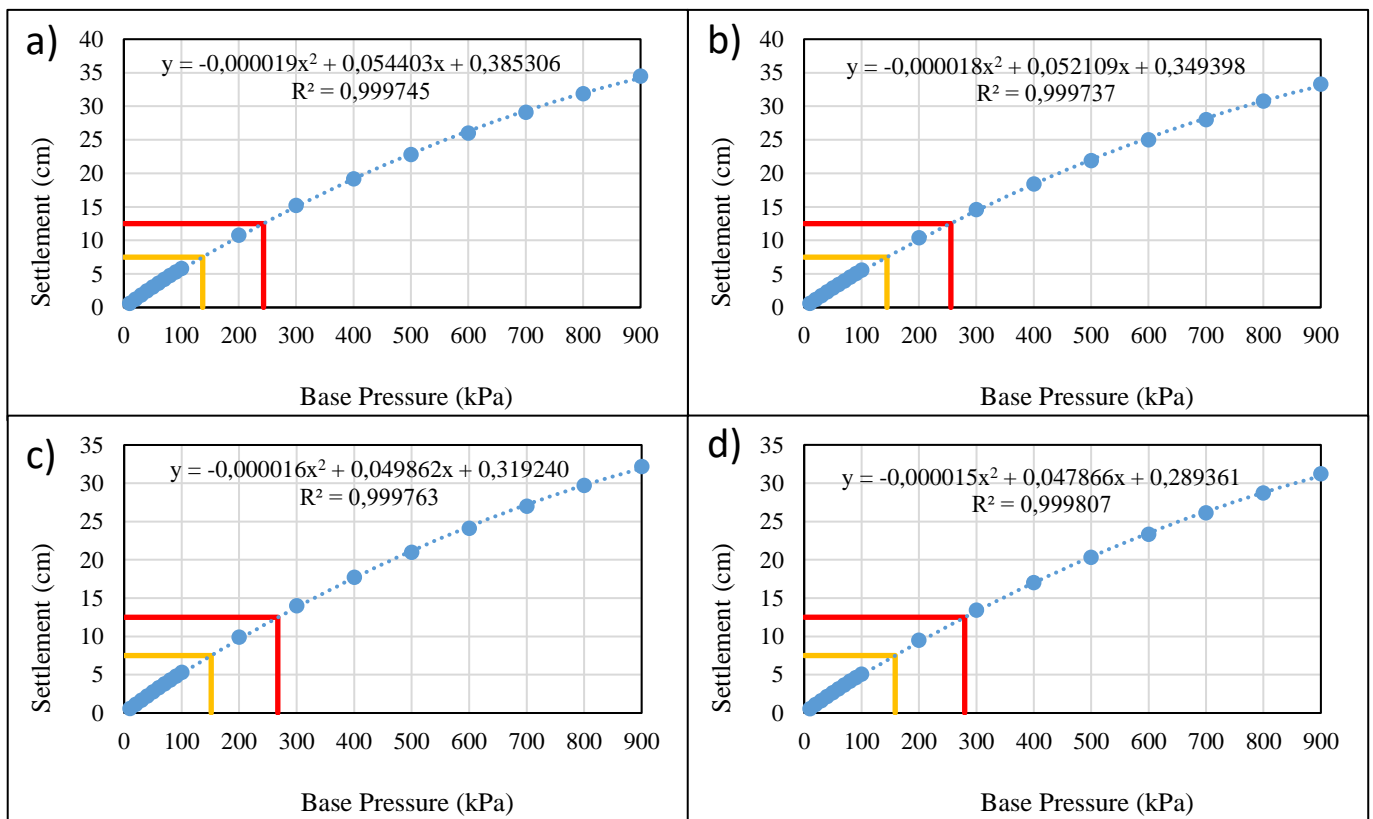 a)
y = -0,000019x² + 0,054403x + 0,385306
R² = 0,999745
40
35
30
25
20
15
10
5
0
Settlement (cm)
0 100 200 300 400 500 600 700 800 900
Base Pressure (kPa)
b)
y = -0,000018x² + 0,052109x + 0,349398
R² = 0,999737
40
35
30
25
20
15
10
5
0
Settlement (cm)
0 100 200 300 400 500 600 700 800 900
Base Pressure (kPa)
c)
y = -0,000016x² + 0,049862x + 0,319240
R² = 0,999763
35
30
25
20
15
10
5
0
Settlement (cm)
0 100 200 300 400 500 600 700 800 900
Base Pressure (kPa)
d)
y = -0,000015x² + 0,047866x + 0,289361
R² = 0,999807
35
30
25
20
15
10
5
0
Settlement (cm)
0 100 200 300 400 500 600 700 800 900
Base Pressure (kPa)